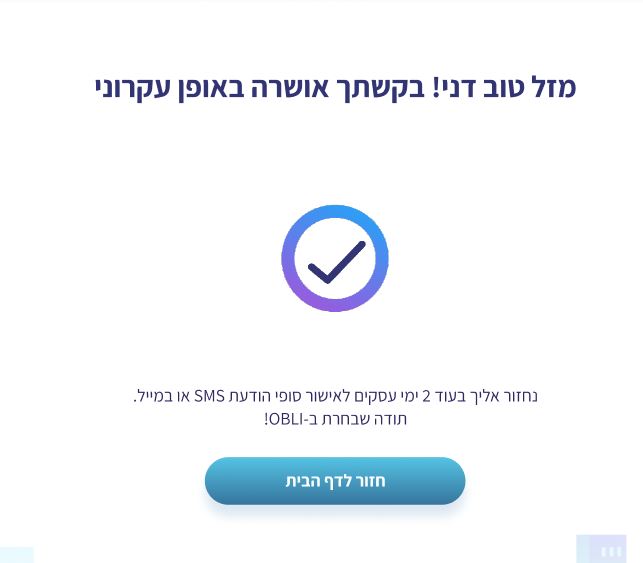 מזל טוב דני! בקשתך אושרה באופן עקרוני
נחזור אליך בעוד 2 ימי עסקים לאישור סופי הודעת SMS או במייל.
תודה שבחרת ב-OBLI!
חזור לדף הבית